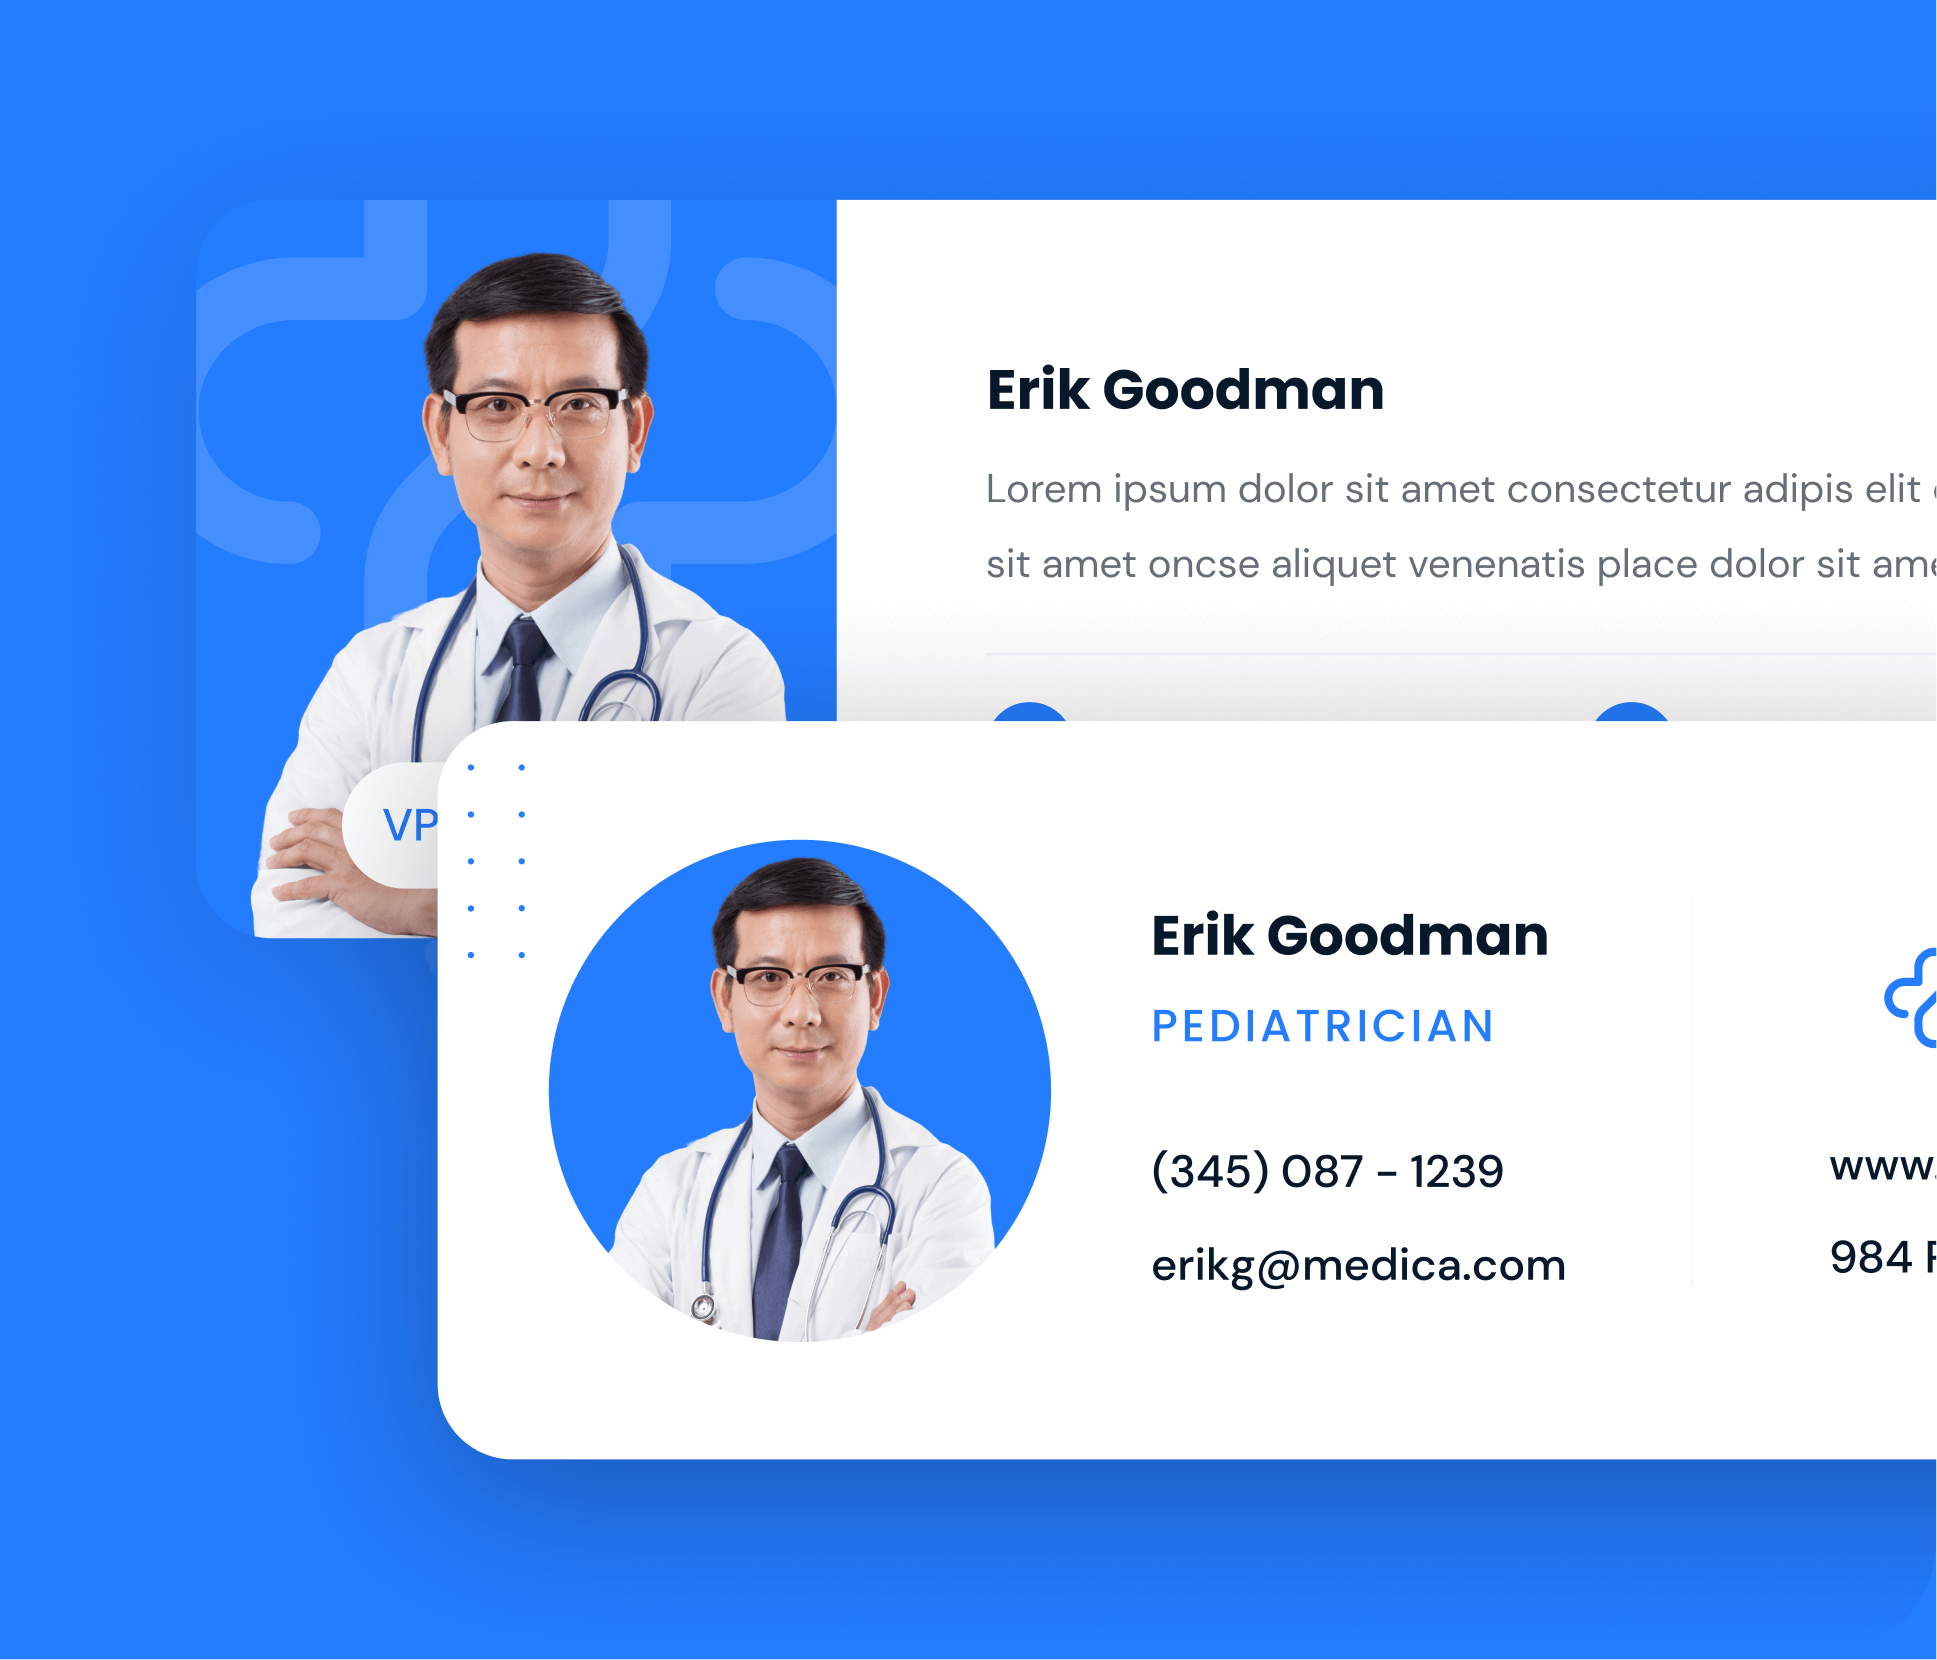 Erik Goodman
Lorem ipsum dolor sit amet consectetur adipis elit
sit amet oncse aliquet venenatis place dolor sit
VP
Erik Goodman
PEDIATRICIAN
(345) 087 - 1239
erikg@medica.com
www.
984